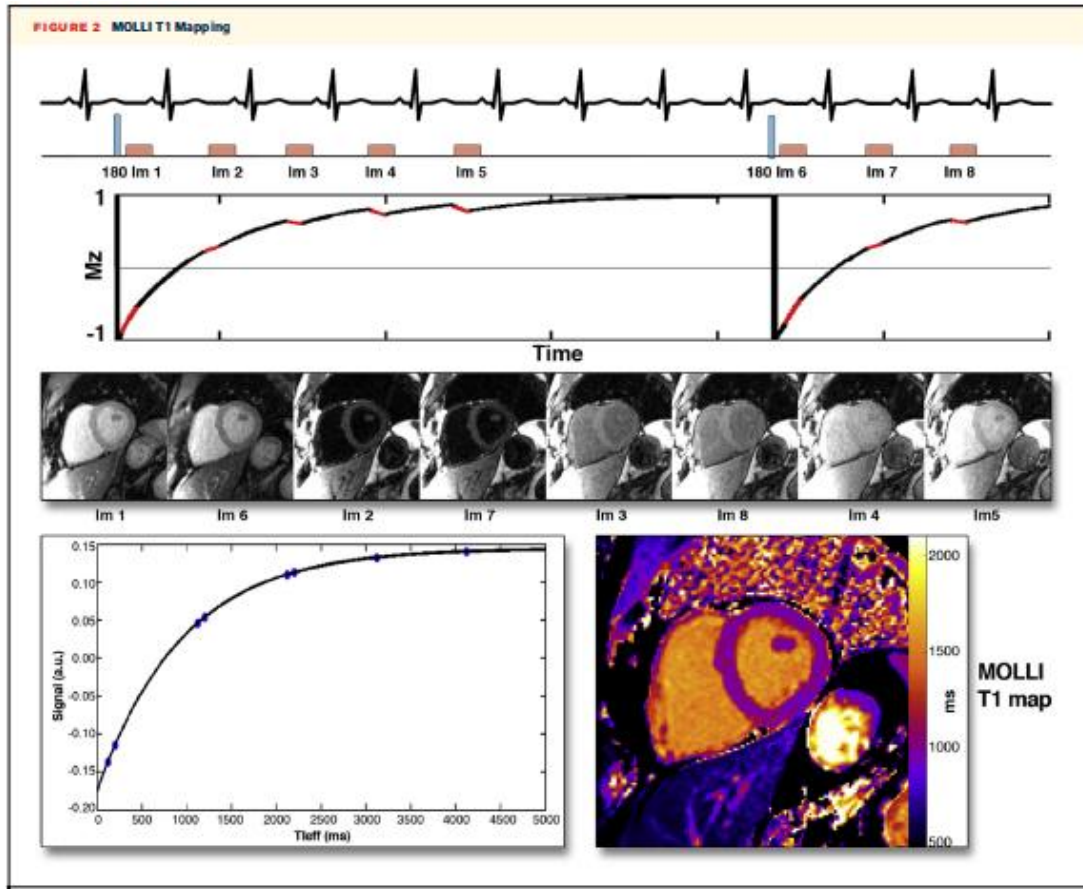 FIGURE 2 MOLLI T1 Mapping
180 Im 1 Im 2 Im 3 Im 4 Im 5 180 Im 6 Im 7 Im 8
1
Mz
-1
Time
Im 1 Im 6 Im 2 Im 7 Im 3 Im 8 Im 4 Im5
0.15
0.10
0.05
0.00
-0.05
-0.10
-0.15
-0.20
Signal (a.u.)
0 500 1000 1500 2000 2500 3000 3500 4000 4500 5000
TIeff (ms)
2000
1500
ms
1000
500
MOLLI
T1 map